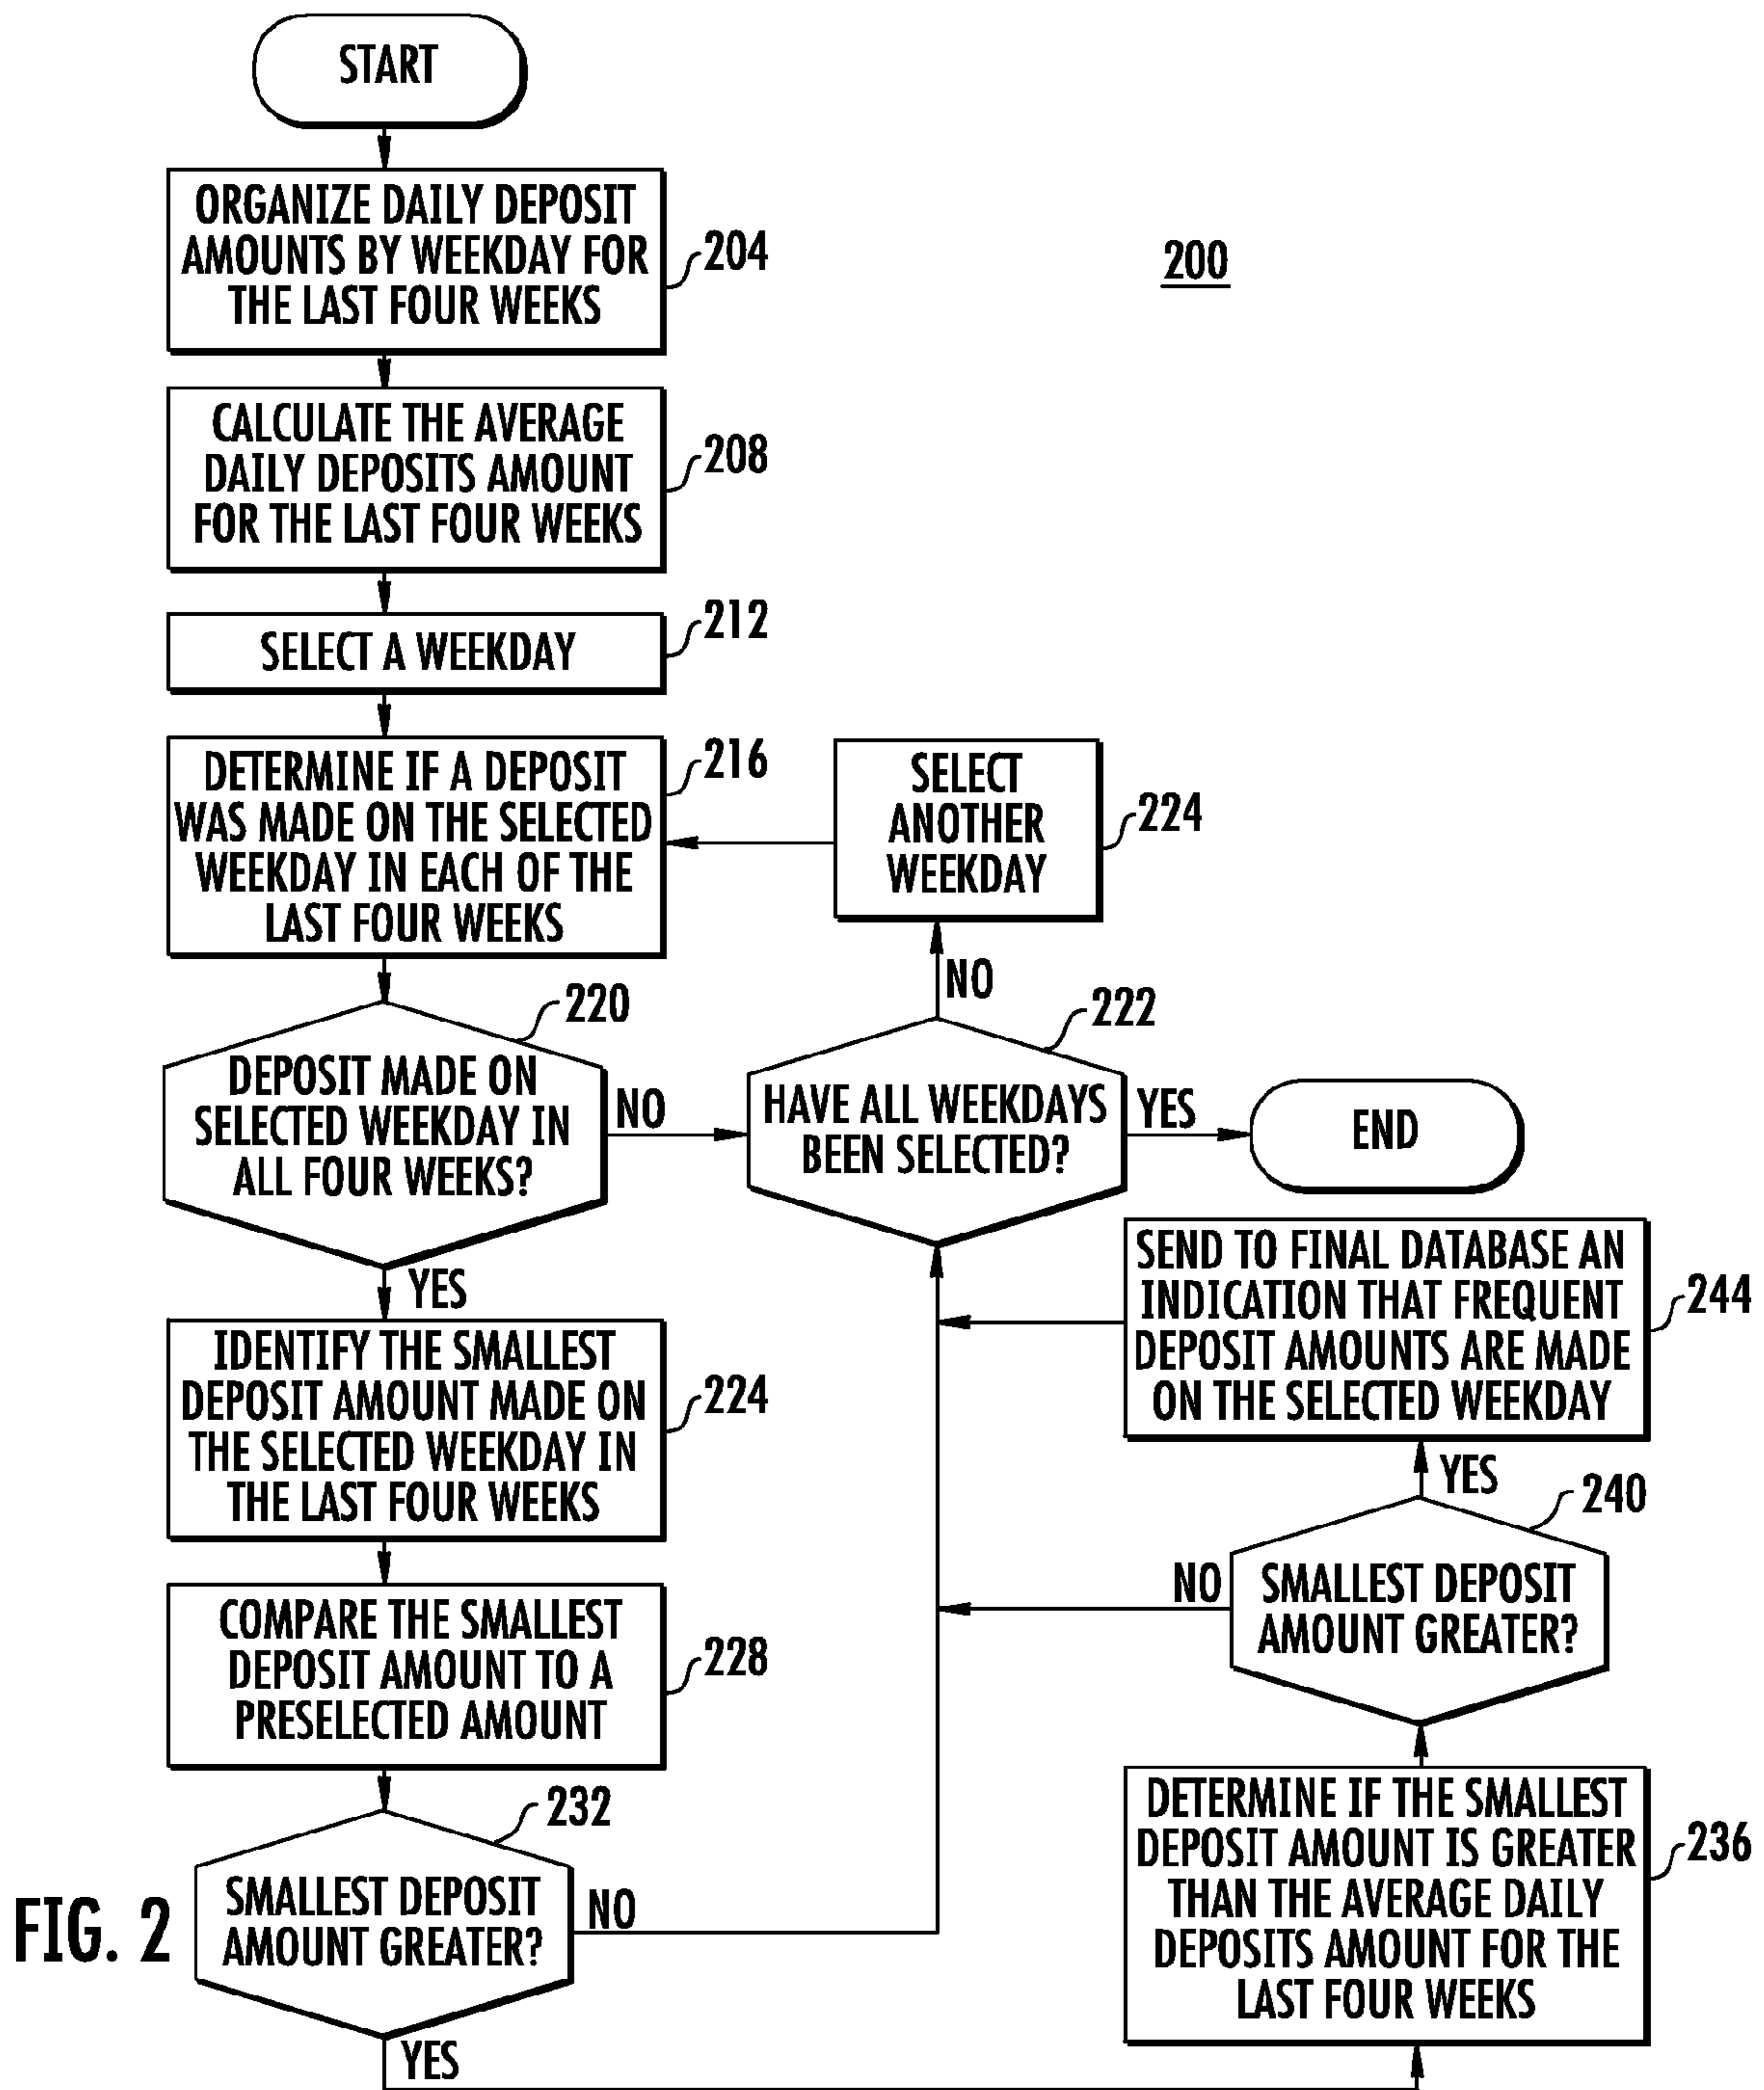 START
ORGANIZE DAILY DEPOSIT
AMOUNTS BY WEEKDAY FOR
THE LAST FOUR WEEKS
204
200
CALCULATE THE AVERAGE
DAILY DEPOSITS AMOUNT
FOR THE LAST FOUR WEEKS
208
SELECT A WEEKDAY
212
DETERMINE IF A DEPOSIT
WAS MADE ON THE SELECTED
WEEKDAY IN EACH OF THE
LAST FOUR WEEKS
216
SELECT
ANOTHER
WEEKDAY
224
NO
220
DEPOSIT MADE ON
SELECTED WEEKDAY IN
ALL FOUR WEEKS?
NO
222
HAVE ALL WEEKDAYS
BEEN SELECTED?
YES
END
YES
IDENTIFY THE SMALLEST
DEPOSIT AMOUNT MADE ON
THE SELECTED WEEKDAY IN
THE LAST FOUR WEEKS
224
SEND TO FINAL DATABASE AN
INDICATION THAT FREQUENT
DEPOSIT AMOUNTS ARE MADE
ON THE SELECTED WEEKDAY
244
YES
240
NO
SMALLEST DEPOSIT
AMOUNT GREATER?
COMPARE THE SMALLEST
DEPOSIT AMOUNT TO A
PRESELECTED AMOUNT
228
232
SMALLEST DEPOSIT
AMOUNT GREATER?
NO
DETERMINE IF THE SMALLEST
DEPOSIT AMOUNT IS GREATER
THAN THE AVERAGE DAILY
DEPOSITS AMOUNT FOR THE
LAST FOUR WEEKS
236
YES
FIG. 2